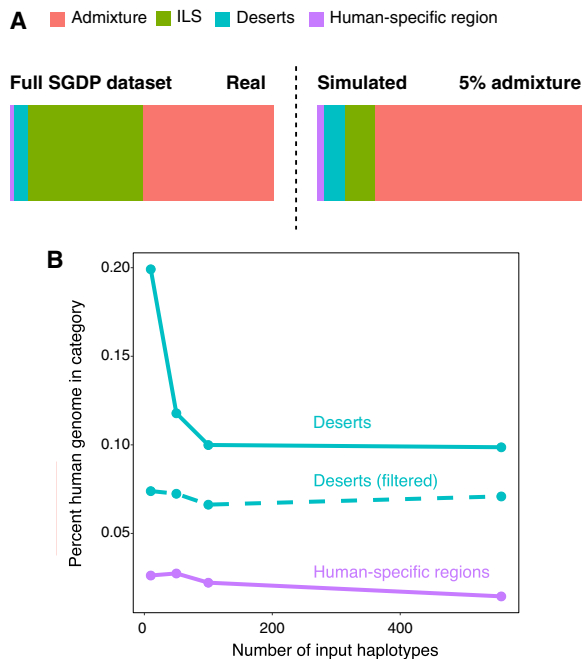 A Admixture ILS Deserts Human-specific region
Full SGDP dataset Real Simulated 5% admixture
B
0.20
0.15
0.10
0.05
Percent human genome in category
Deserts
Deserts (filtered)
Human-specific regions
0 200 400
Number of input haplotypes